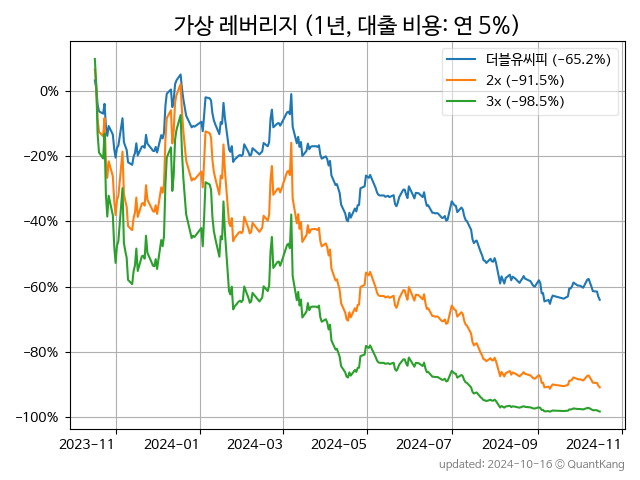 가상 레버리지 (1년, 대출 비용: 연 5%)
더블유씨피 (-65.2%)
2x (-91.5%)
3x (-98.5%)
0%
-20%
-40%
-60%
-80%
-100%
2023-11 2024-01 2024-03 2024-05 2024-07 2024-09 2024-11
updated: 2024-10-16 © QuantKang